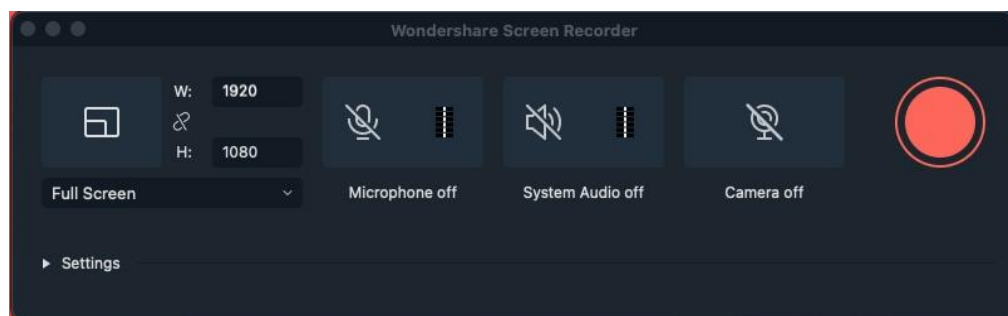 Wondershare Screen Recorder
W: 1920
H: 1080
Full Screen
Microphone off
System Audio off
Camera off
Settings